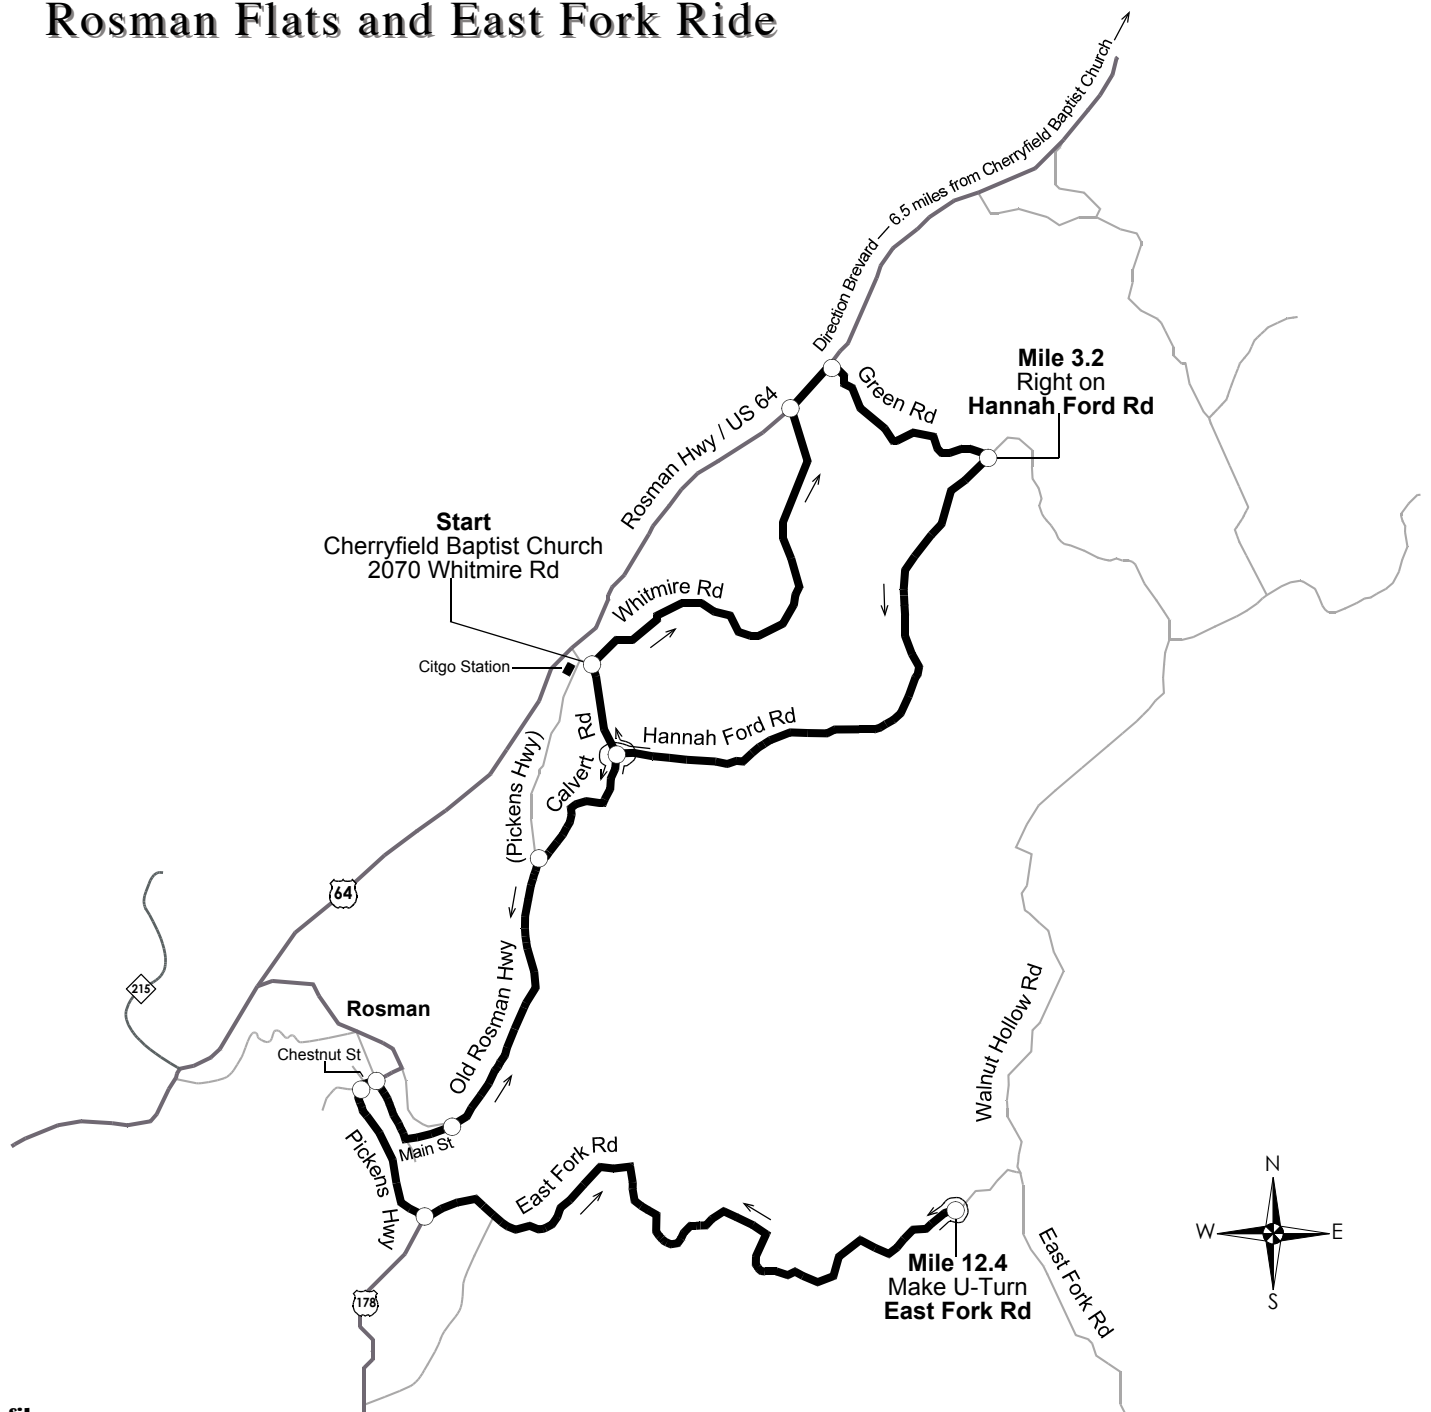 Rosman Flats and East Fork Ride
Direction Brevard — 6.5 miles from Cherryfield Baptist Church
Mile 3.2
Right on
Hannah Ford Rd
Green Rd
Rosman Hwy / US 64
Start
Cherryfield Baptist Church
2070 Whitmire Rd
Whitmire Rd
Citgo Station
Hannah Ford Rd
Calvert Rd
(Pickens Hwy)
64
215
Rosman
Old Rosman Hwy
Chestnut St
Main St
Pickens Hwy
East Fork Rd
Walnut Hollow Rd
178
Mile 12.4
Make U-Turn
East Fork Rd
East Fork Rd
N
W
E
S